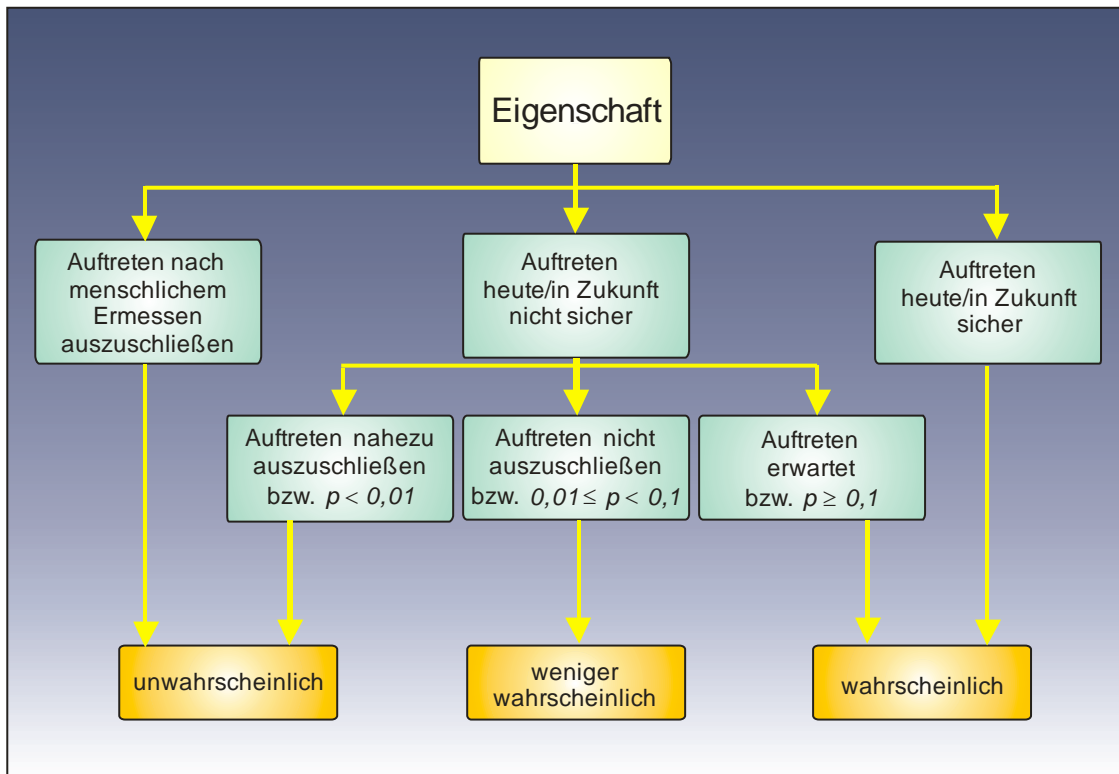 Eigenschaft
Auftreten nach
menschlichem
Ermessen
auszuschließen
Auftreten
heute/in Zukunft
nicht sicher
Auftreten
heute/in Zukunft
sicher
Auftreten nahezu
auszuschließen
bzw. p < 0,01
Auftreten nicht
auszuschließen
bzw. 0,01 ≤ p < 0,1
Auftreten
erwartet
bzw. p ≥ 0,1
unwahrscheinlich
weniger
wahrscheinlich
wahrscheinlich